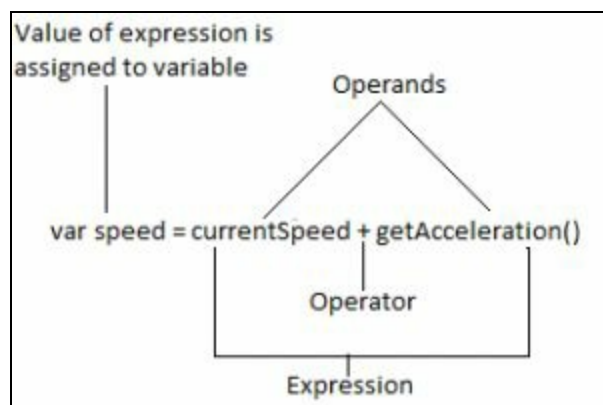 Value of expression is
assigned to variable
Operands
var speed = currentSpeed + getAcceleration()
Operator
Expression